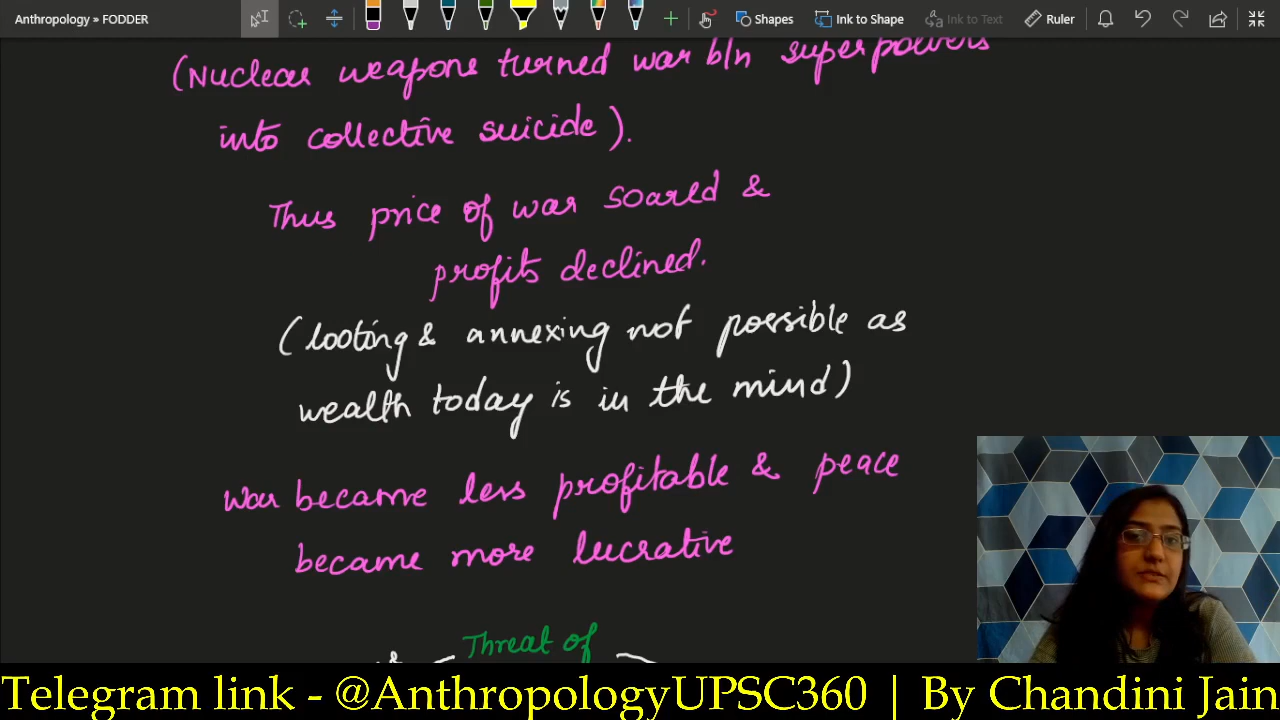 Anthropology » FODDER
Shapes
Ink to Shape
Ink to Text
Ruler
(Nuclear weapons turned war b/n superpowers
into collective suicide).
Thus price of war soared &
profits declined.
(looting & annexing not possible as
wealth today is in the mind)
War became less profitable & peace
became more lucrative
Threat of
Telegram link - @AnthropologyUPSC360 | By Chandini Jain